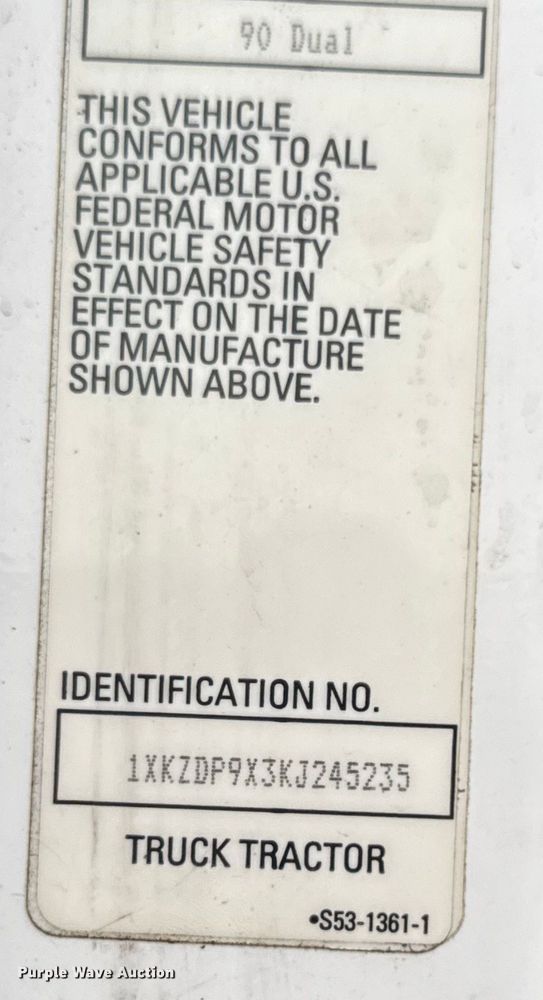 90 Dual
THIS VEHICLE
CONFORMS TO ALL
APPLICABLE U.S.
FEDERAL MOTOR
VEHICLE SAFETY
STANDARDS IN
EFFECT ON THE DATE
OF MANUFACTURE
SHOWN ABOVE.
IDENTIFICATION NO.
1XKZDP9X3KJ245235
TRUCK TRACTOR
•S53-1361-1
Purple Wave Auction